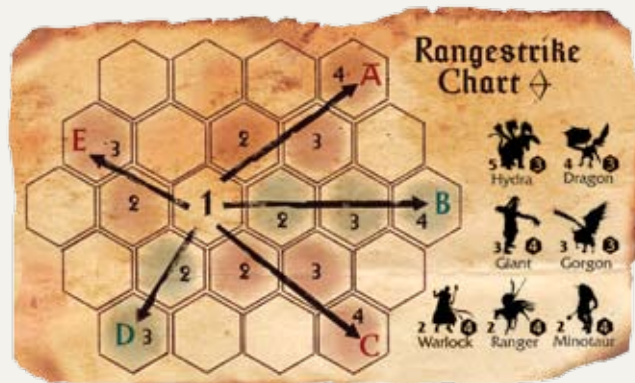 Rangestrike
Chart
4 A
E 3 2 3
2 1 2 3 4 B
2 2 3
D 3 4 C
5 3 4 3
Hydra Dragon
3 4 3 3
Giant Gorgon
2 4 2 4 2 4
Warlock Ranger Minotaur